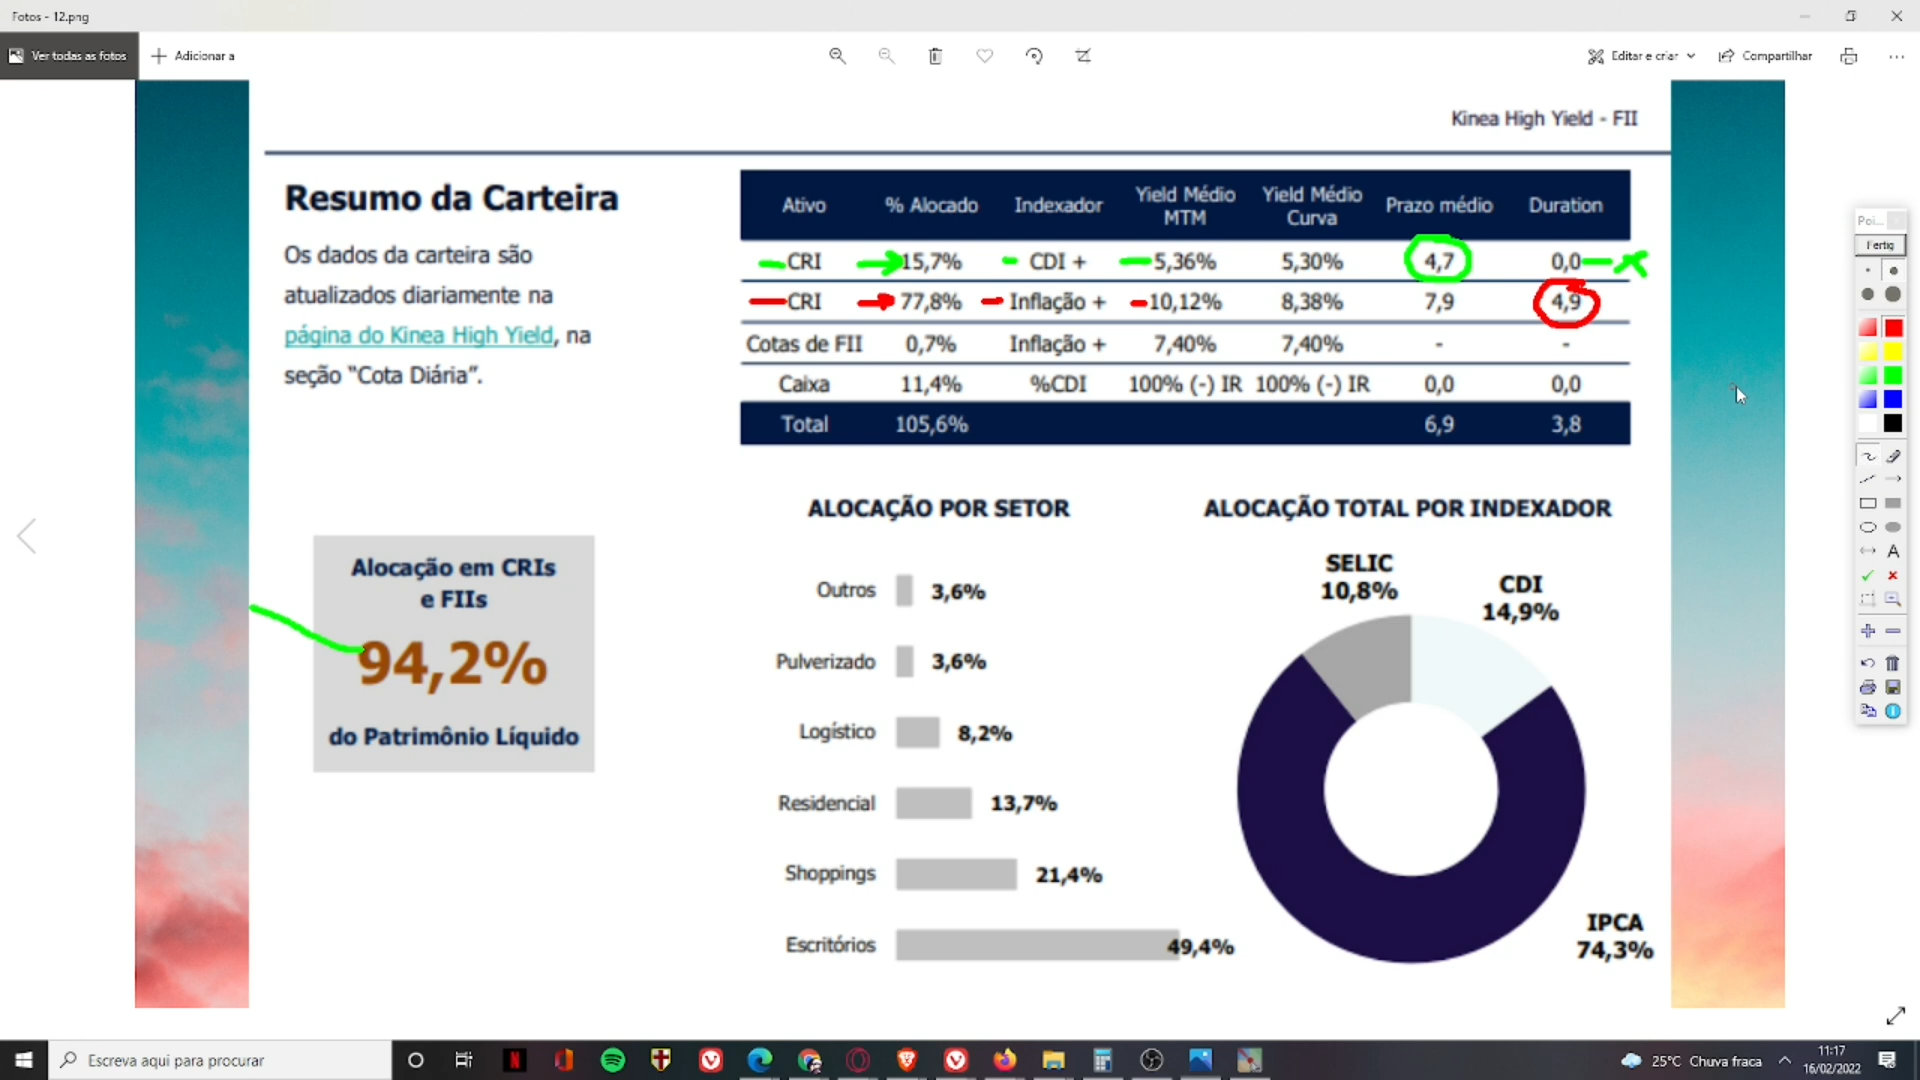 Fotos - 12.png
Ver todas as fotos
Adicionar a
Editar e criar
Compartilhar
Kinea High Yield - FII
Resumo da Carteira
Os dados da carteira são
atualizados diariamente na
página do Kinea High Yield, na
seção "Cota Diária".
Ativo % Alocado Indexador Yield Médio MTM Yield Médio Curva Prazo médio Duration
CRI 15,7% CDI + 5,36% 5,30% 4,7 0,0
CRI 77,8% Inflação + 10,12% 8,38% 7,9 4,9
Cotas de FII 0,7% Inflação + 7,40% 7,40% - -
Caixa 11,4% %CDI 100% (-) IR 100% (-) IR 0,0 0,0
Total 105,6% 6,9 3,8
Alocação em CRIs
e FIIs
94,2%
do Patrimônio Líquido
ALOCAÇÃO POR SETOR
Outros 3,6%
Pulverizado 3,6%
Logístico 8,2%
Residencial 13,7%
Shoppings 21,4%
Escritórios 49,4%
ALOCAÇÃO TOTAL POR INDEXADOR
SELIC
10,8%
CDI
14,9%
IPCA
74,3%
Poi...
Fertig
A
Escreva aqui para procurar
25°C Chuva fraca
11:17
16/02/2022